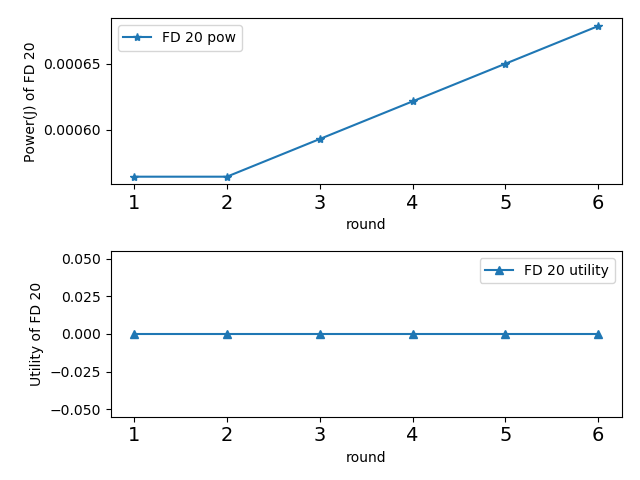 FD 20 pow
Power(J) of FD 20
0.00065
0.00060
1 2 3 4 5 6
round
FD 20 utility
Utility of FD 20
0.050
0.025
0.000
−0.025
−0.050
1 2 3 4 5 6
round